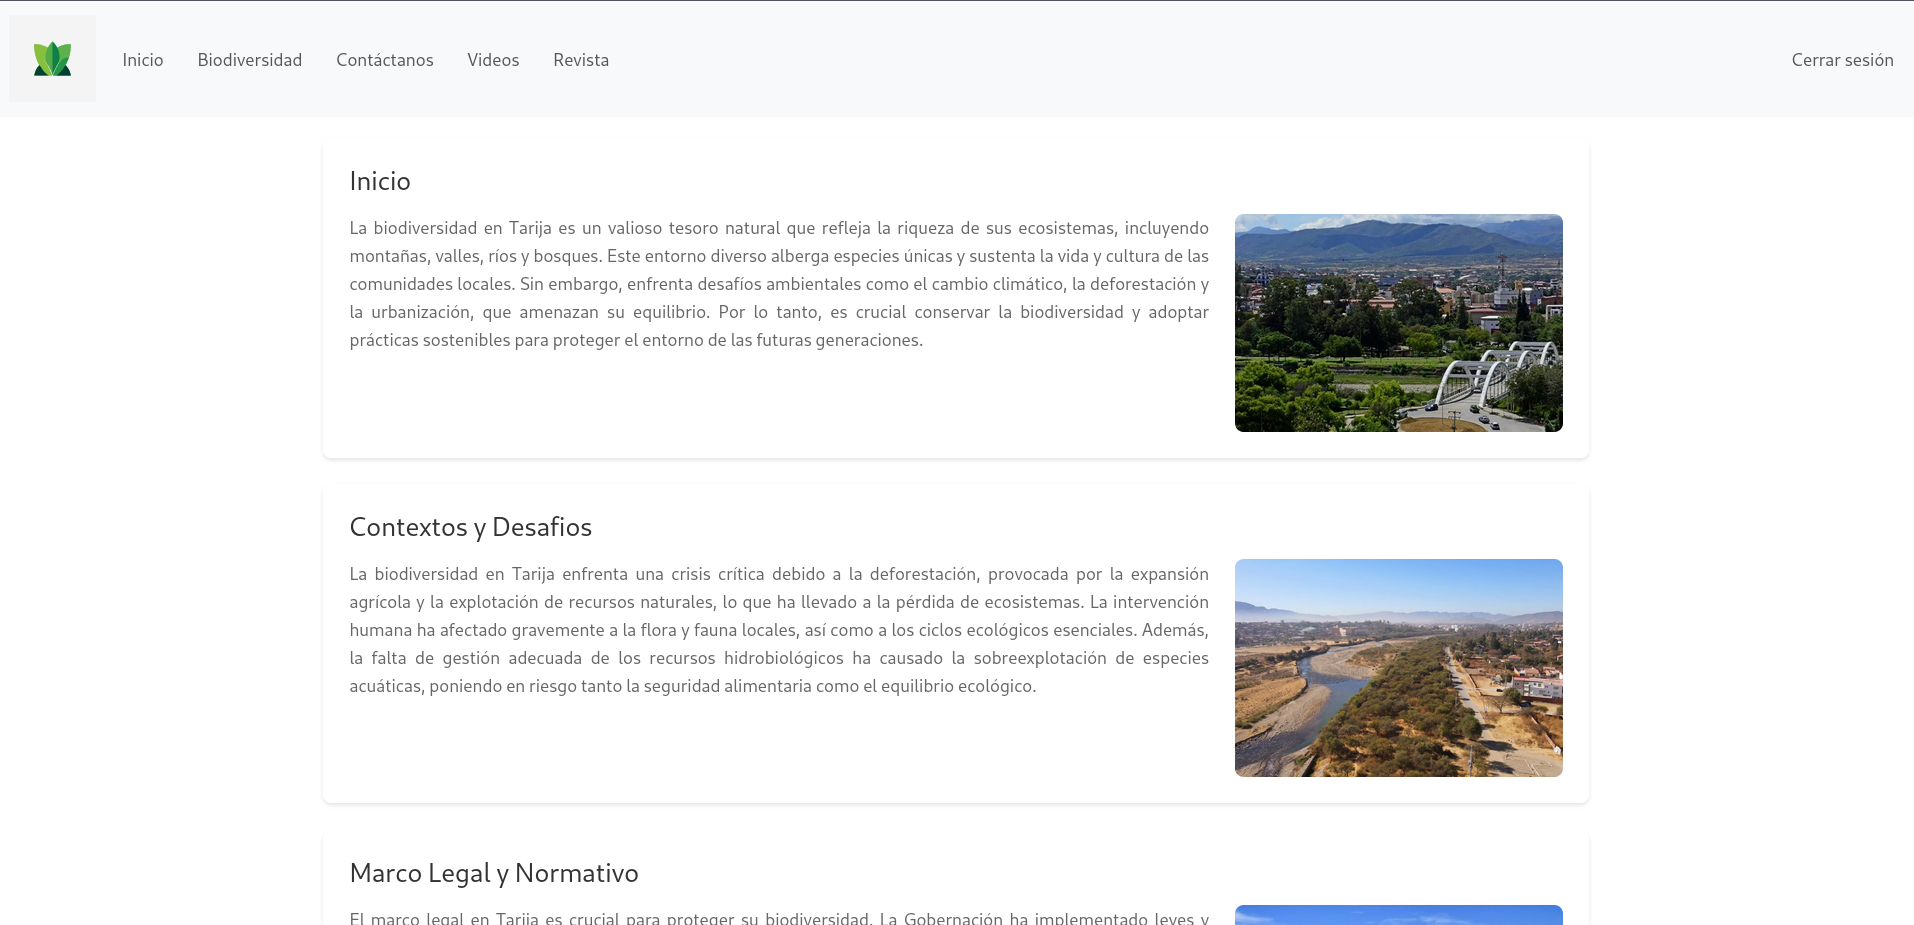 Inicio Biodiversidad Contáctanos Videos Revista Cerrar sesión
Inicio
La biodiversidad en Tarija es un valioso tesoro natural que refleja la riqueza de sus ecosistemas, incluyendo
montañas, valles, ríos y bosques. Este entorno diverso alberga especies únicas y sustenta la vida y cultura de las
comunidades locales. Sin embargo, enfrenta desafíos ambientales como el cambio climático, la deforestación y
la urbanización, que amenazan su equilibrio. Por lo tanto, es crucial conservar la biodiversidad y adoptar
prácticas sostenibles para proteger el entorno de las futuras generaciones.
Contextos y Desafios
La biodiversidad en Tarija enfrenta una crisis crítica debido a la deforestación, provocada por la expansión
agrícola y la explotación de recursos naturales, lo que ha llevado a la pérdida de ecosistemas. La intervención
humana ha afectado gravemente a la flora y fauna locales, así como a los ciclos ecológicos esenciales. Además,
la falta de gestión adecuada de los recursos hidrobiológicos ha causado la sobreexplotación de especies
acuáticas, poniendo en riesgo tanto la seguridad alimentaria como el equilibrio ecológico.
Marco Legal y Normativo
El marco legal en Tarija es crucial para proteger su biodiversidad. La Gobernación ha implementado leyes y